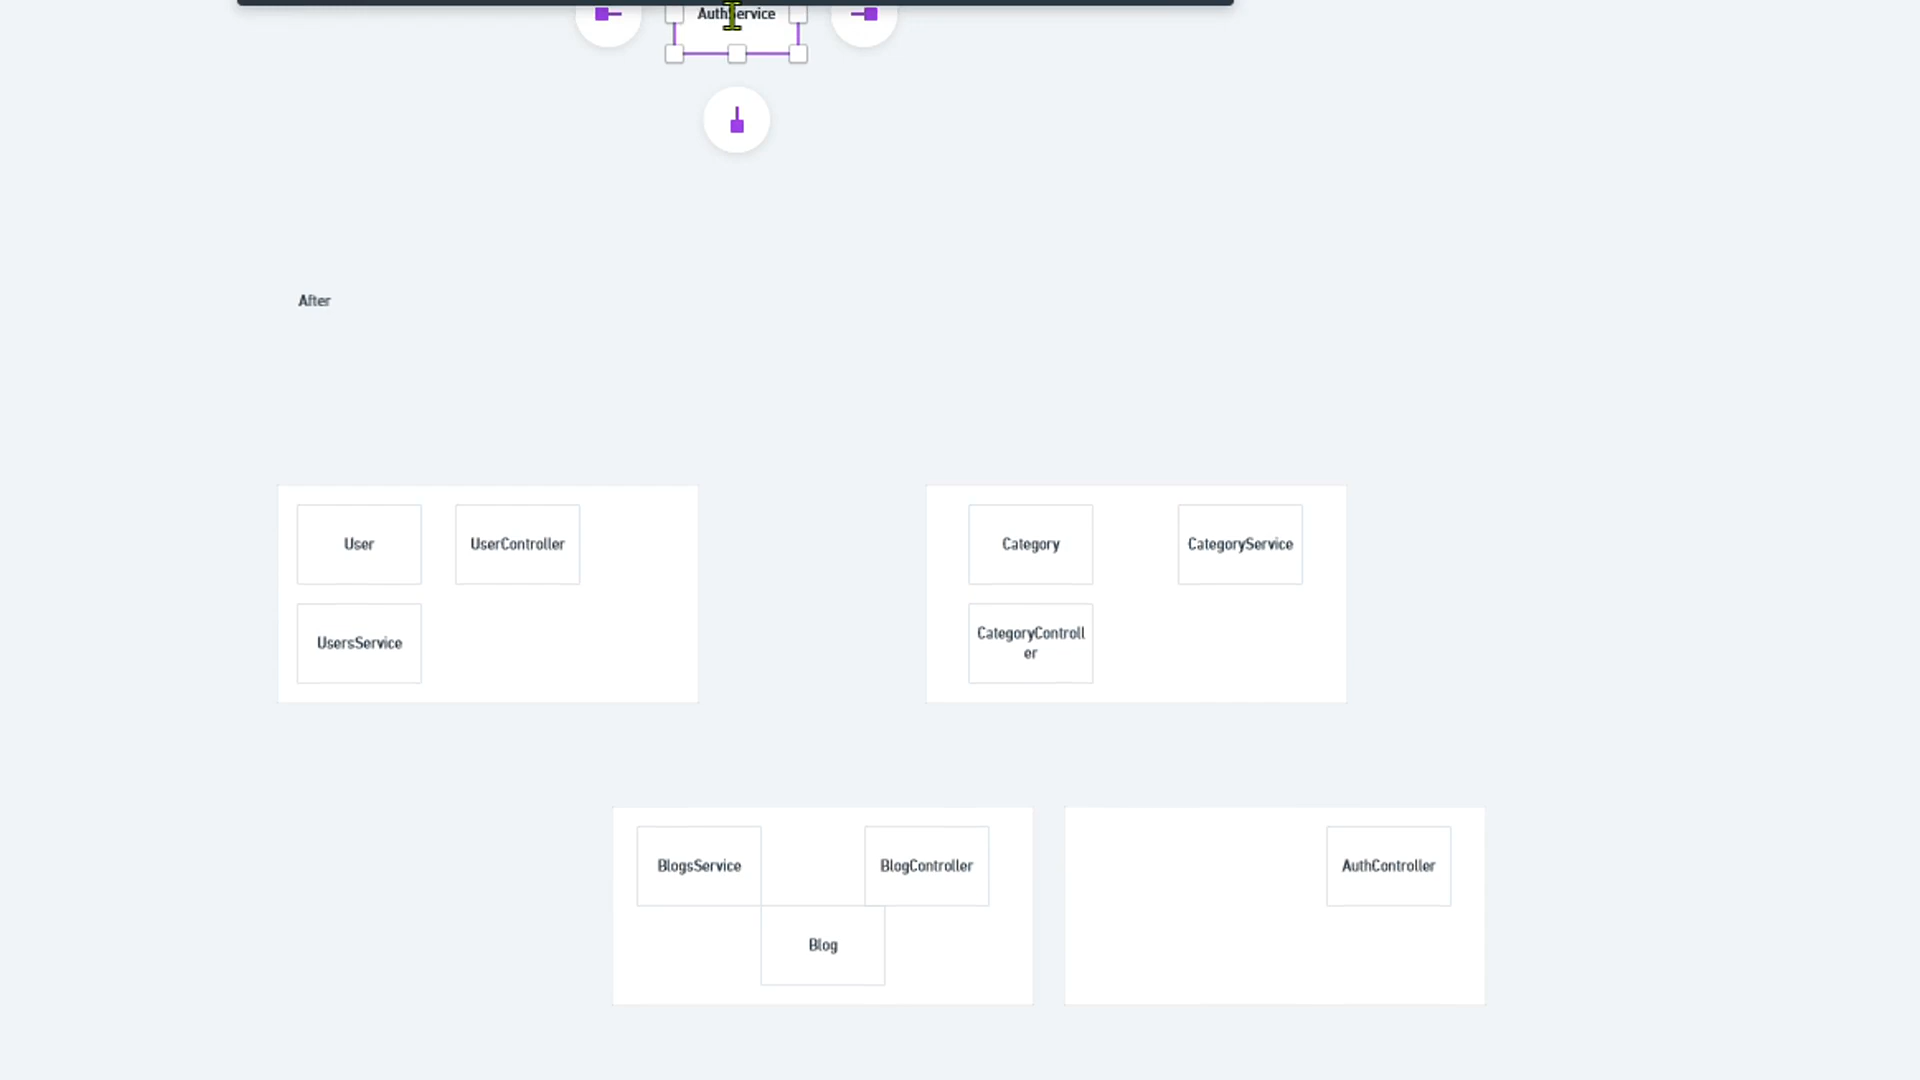 AuthService
After
User
UserController
UsersService
Category
CategoryService
CategoryControll
er
BlogsService
BlogController
Blog
AuthController